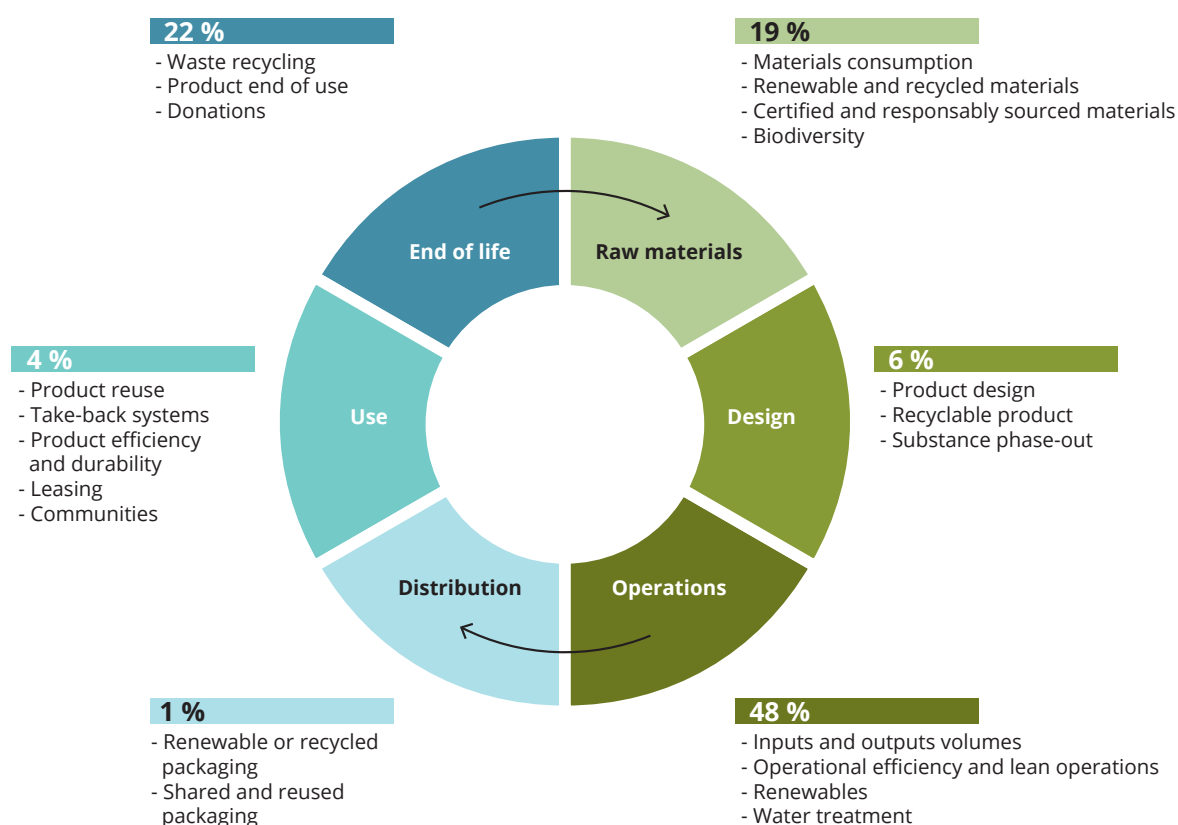 22 %
- Waste recycling
- Product end of use
- Donations
19 %
- Materials consumption
- Renewable and recycled materials
- Certified and responsably sourced materials
- Biodiversity
End of life
Raw materials
4 %
- Product reuse
- Take-back systems
- Product efficiency
and durability
- Leasing
- Communities
Use
Design
6 %
- Product design
- Recyclable product
- Substance phase-out
Distribution
Operations
1 %
- Renewable or recycled
packaging
- Shared and reused
packaging
48 %
- Inputs and outputs volumes
- Operational efficiency and lean operations
- Renewables
- Water treatment